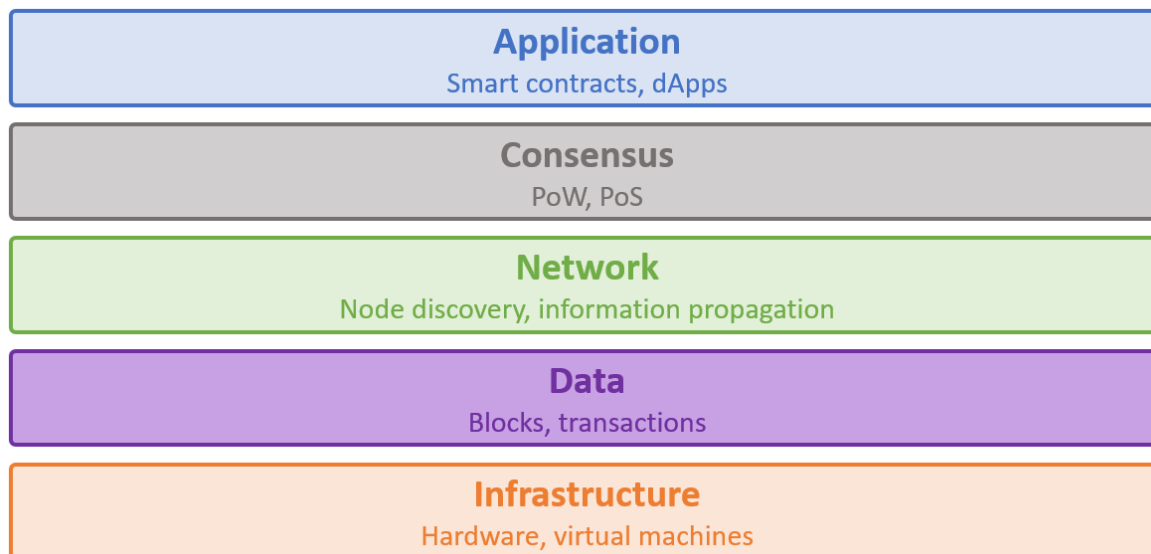 Application
Smart contracts, dApps
Consensus
PoW, PoS
Network
Node discovery, information propagation
Data
Blocks, transactions
Infrastructure
Hardware, virtual machines